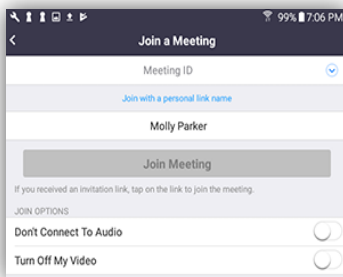 99% 7:06 PM
Join a Meeting
Meeting ID
Join with a personal link name
Molly Parker
Join Meeting
If you received an invitation link, tap on the link to join the meeting.
JOIN OPTIONS
Don't Connect To Audio
Turn Off My Video